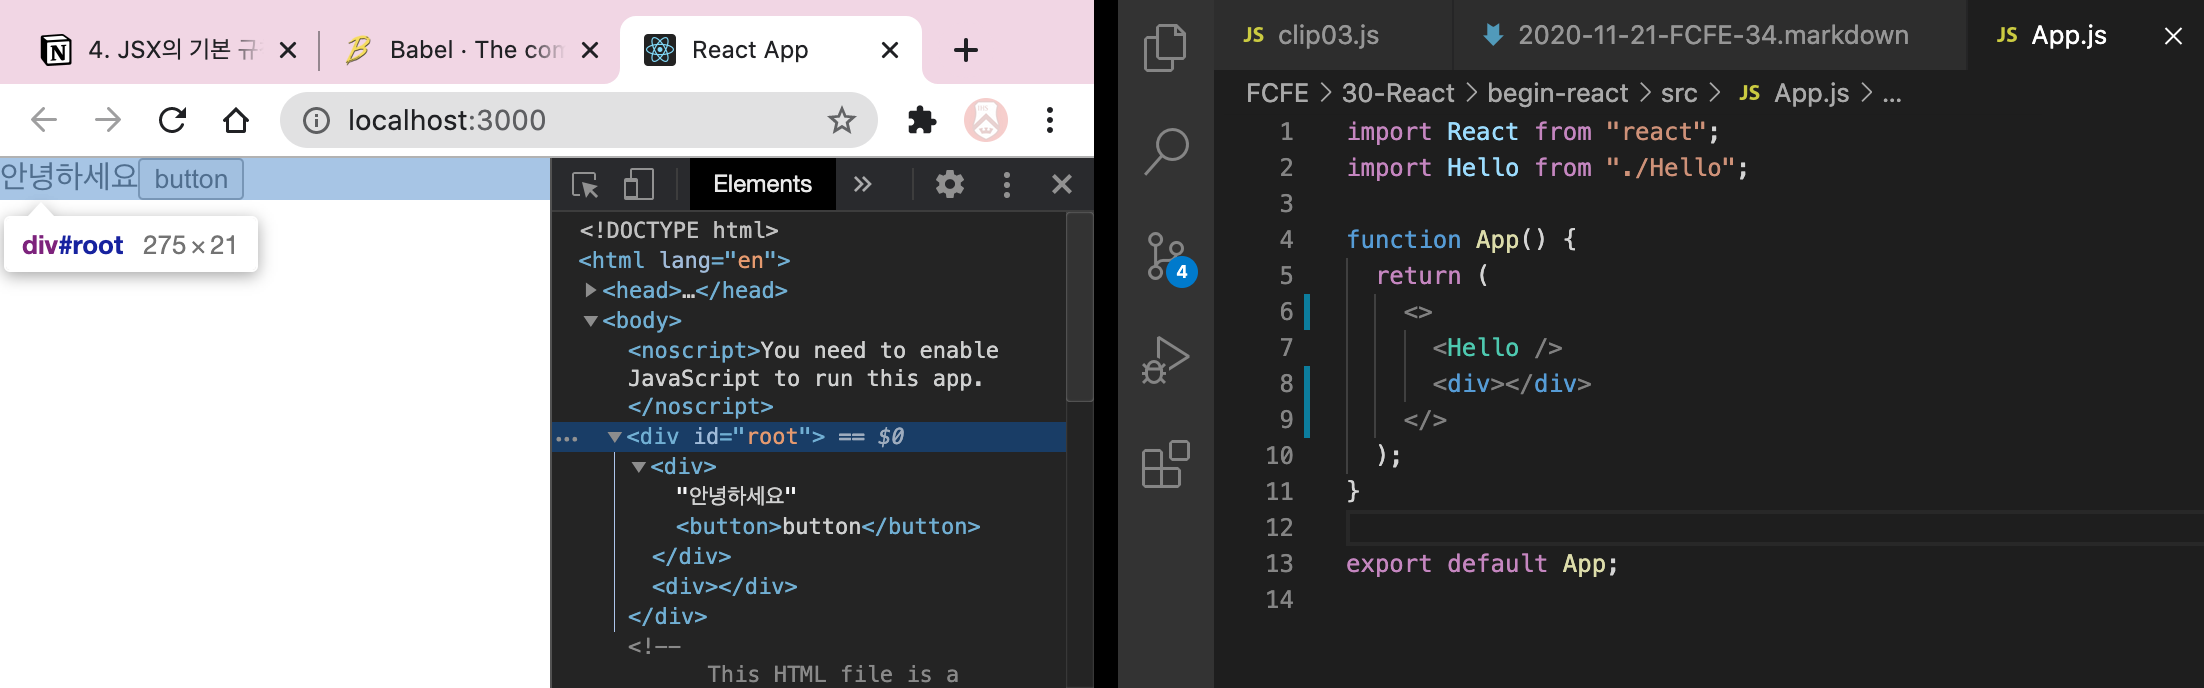 4. JSX의 기본 규
Babel · The con
React App
localhost:3000
안녕하세요 button
div#root 275 × 21
Elements
<!DOCTYPE html>
<html lang="en">
<head>…</head>
<body>
<noscript>You need to enable
JavaScript to run this app.
</noscript>
<div id="root"> == $0
<div>
"안녕하세요"
<button>button</button>
</div>
<div></div>
</div>
<!--
This HTML file is a
4
JS clip03.js
2020-11-21-FCFE-34.markdown
JS App.js
FCFE > 30-React > begin-react > src > JS App.js > ...
1 import React from "react";
2 import Hello from "./Hello";
3
4 function App() {
5 return (
6 <>
7 <Hello />
8 <div></div>
9 </>
10 );
11 }
12
13 export default App;
14